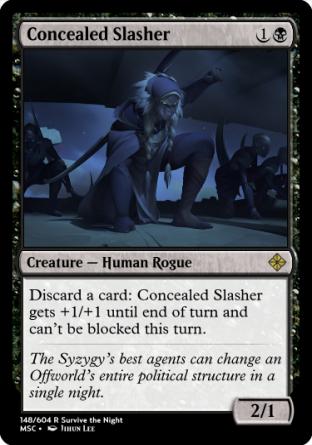 Concealed Slasher 1
Creature — Human Rogue
Discard a card: Concealed Slasher
gets +1/+1 until end of turn and
can't be blocked this turn.
The Syzygy's best agents can change an
Offworld's entire political structure in a
single night.
2/1
148/604 R Survive the Night
MSC • Jihun Lee